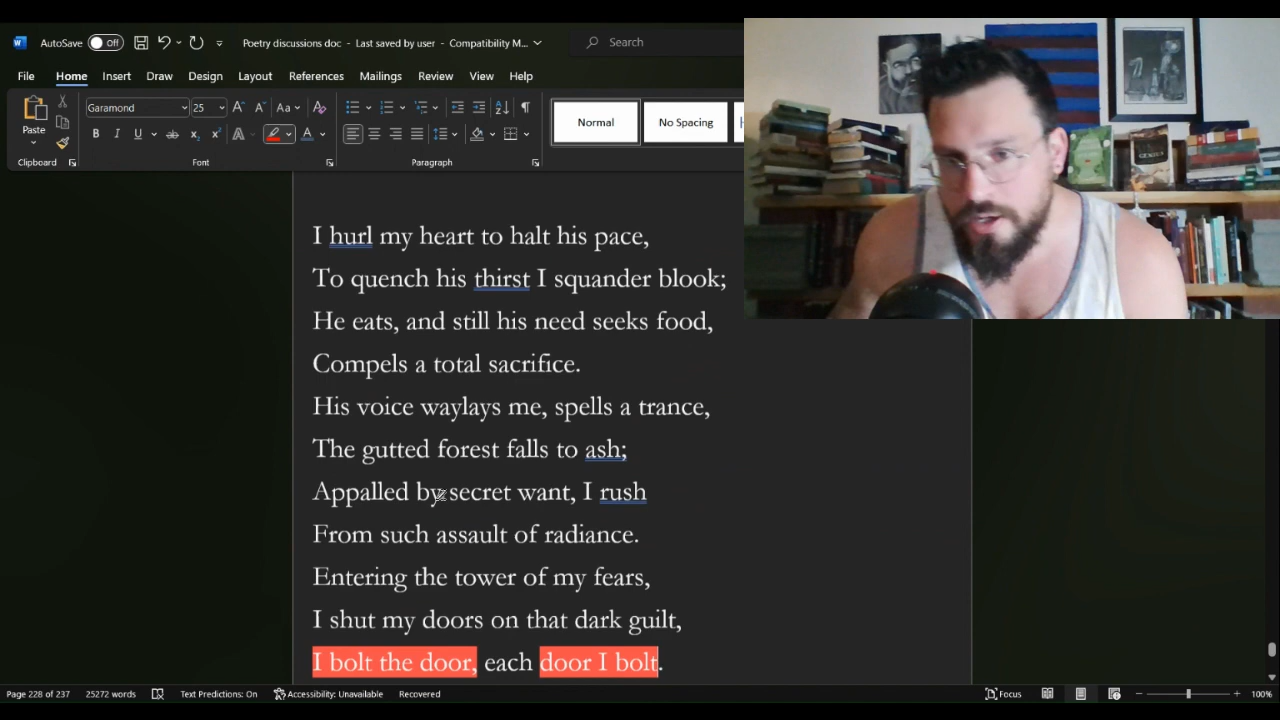 AutoSave Off Poetry discussions doc - Last saved by user - Compatibility M... Search
File Home Insert Draw Design Layout References Mailings Review View Help
Paste Garamond 25 Normal No Spacing
Clipboard Font Paragraph
I hurl my heart to halt his pace,
To quench his thirst I squander blook;
He eats, and still his need seeks food,
Compels a total sacrifice.
His voice waylays me, spells a trance,
The gutted forest falls to ash;
Appalled by secret want, I rush
From such assault of radiance.
Entering the tower of my fears,
I shut my doors on that dark guilt,
I bolt the door, each door I bolt.
Page 228 of 237 25272 words Text Predictions: On Accessibility: Unavailable Recovered Focus 100%